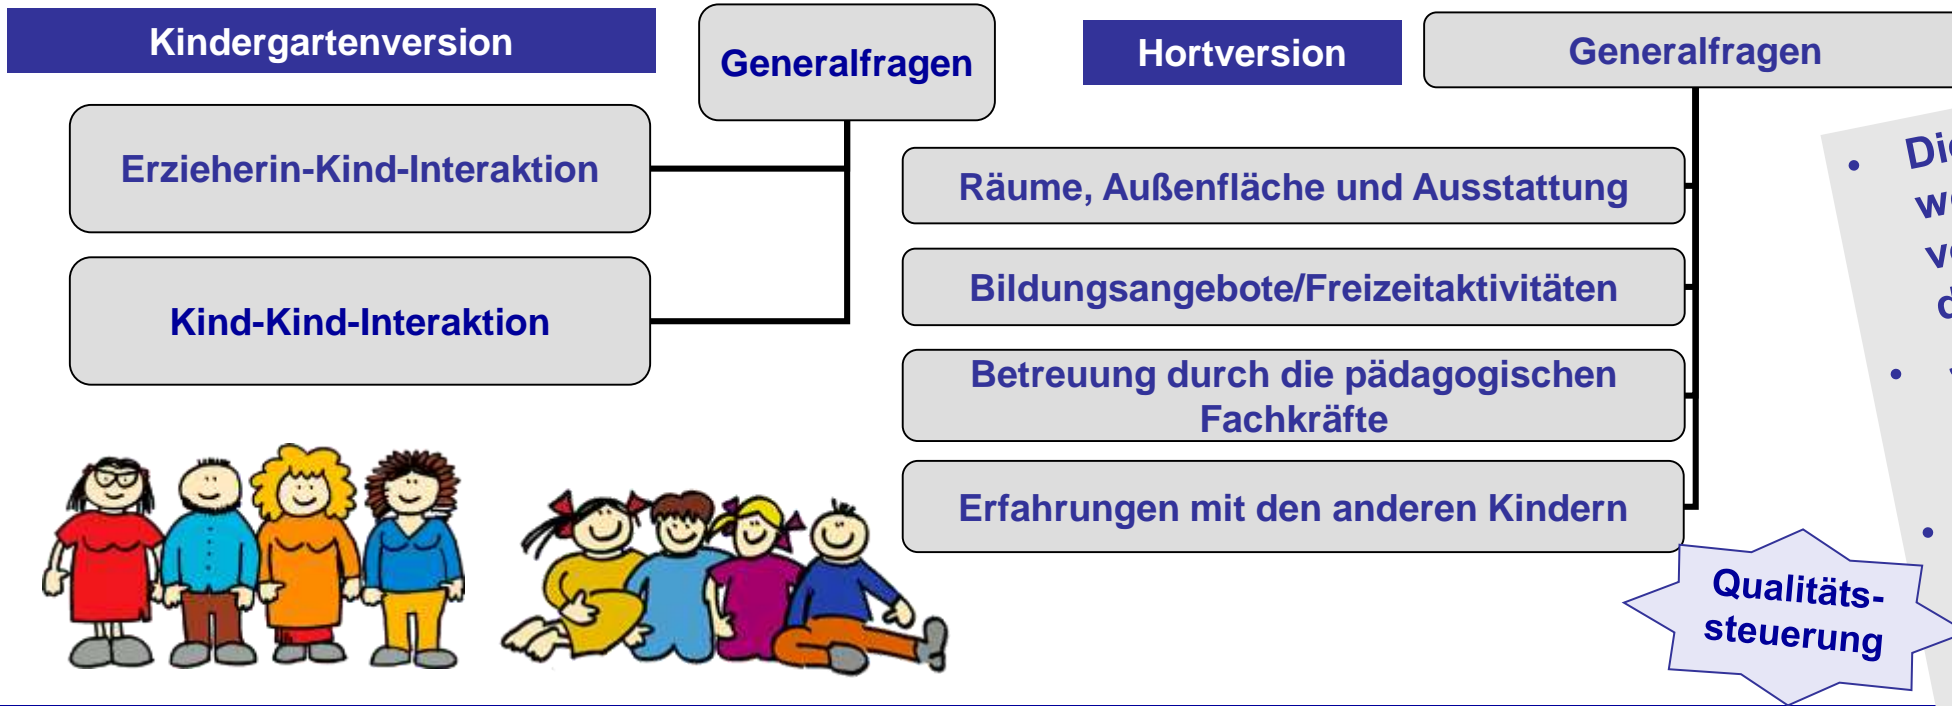 Kindergartenversion
Generalfragen
Erzieherin-Kind-Interaktion
Kind-Kind-Interaktion
Hortversion
Generalfragen
Räume, Außenfläche und Ausstattung
Bildungsangebote/Freizeitaktivitäten
Betreuung durch die pädagogischen
Fachkräfte
Erfahrungen mit den anderen Kindern
Qualitäts-
steuerung